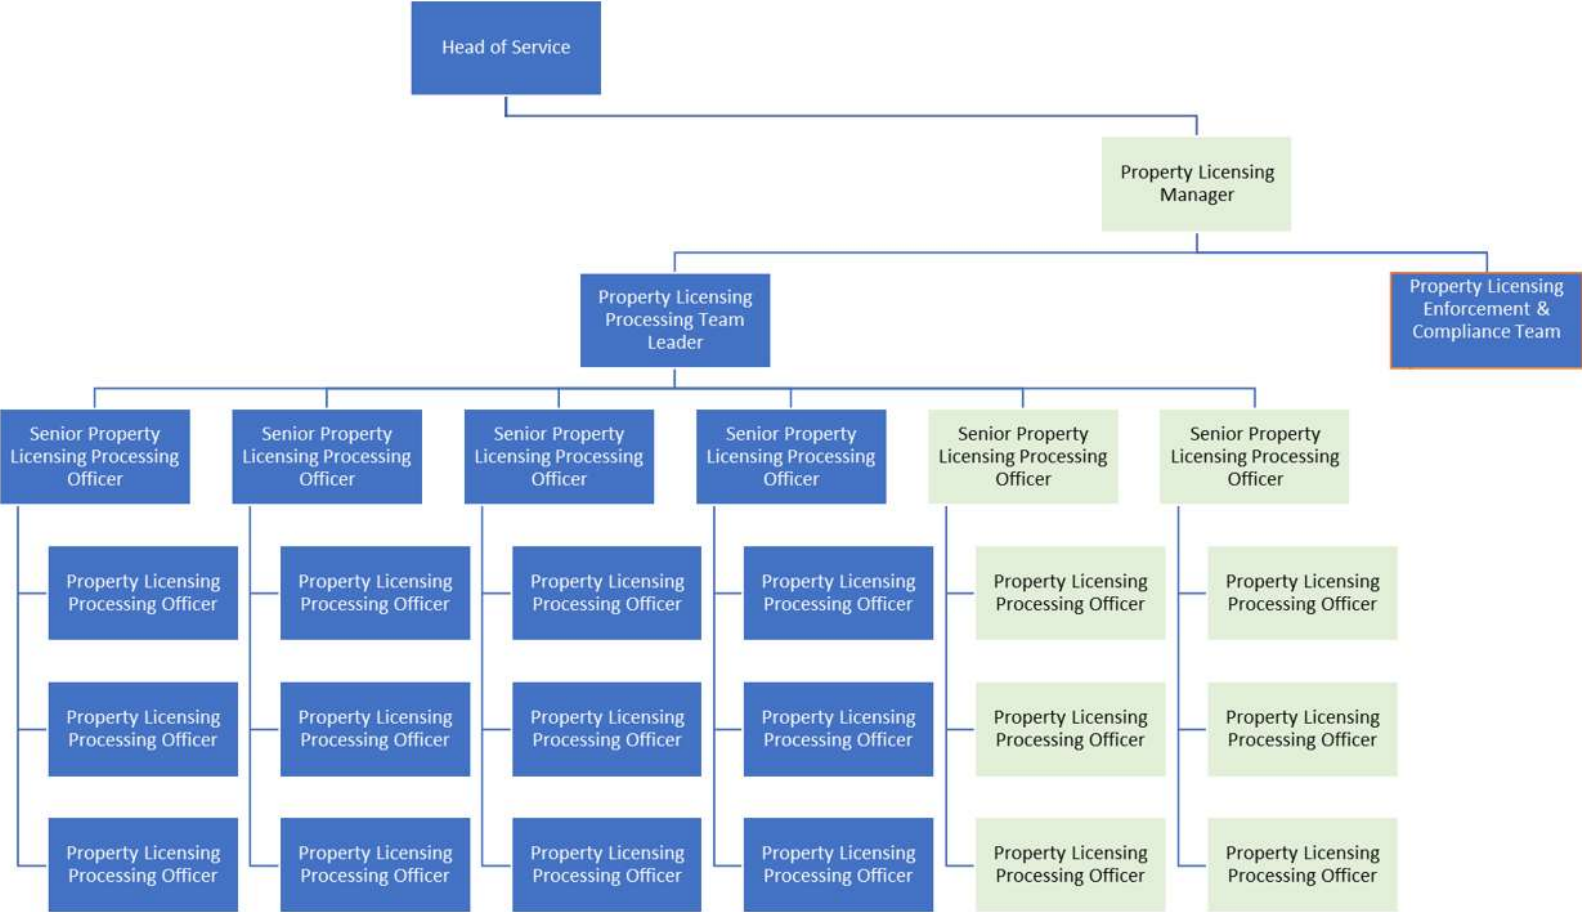 Head of Service
Property Licensing
Manager
Property Licensing
Processing Team
Leader
Property Licensing
Enforcement &
Compliance Team
Senior Property
Licensing Processing
Officer
Senior Property
Licensing Processing
Officer
Senior Property
Licensing Processing
Officer
Senior Property
Licensing Processing
Officer
Senior Property
Licensing Processing
Officer
Senior Property
Licensing Processing
Officer
Property Licensing
Processing Officer
Property Licensing
Processing Officer
Property Licensing
Processing Officer
Property Licensing
Processing Officer
Property Licensing
Processing Officer
Property Licensing
Processing Officer
Property Licensing
Processing Officer
Property Licensing
Processing Officer
Property Licensing
Processing Officer
Property Licensing
Processing Officer
Property Licensing
Processing Officer
Property Licensing
Processing Officer
Property Licensing
Processing Officer
Property Licensing
Processing Officer
Property Licensing
Processing Officer
Property Licensing
Processing Officer
Property Licensing
Processing Officer
Property Licensing
Processing Officer